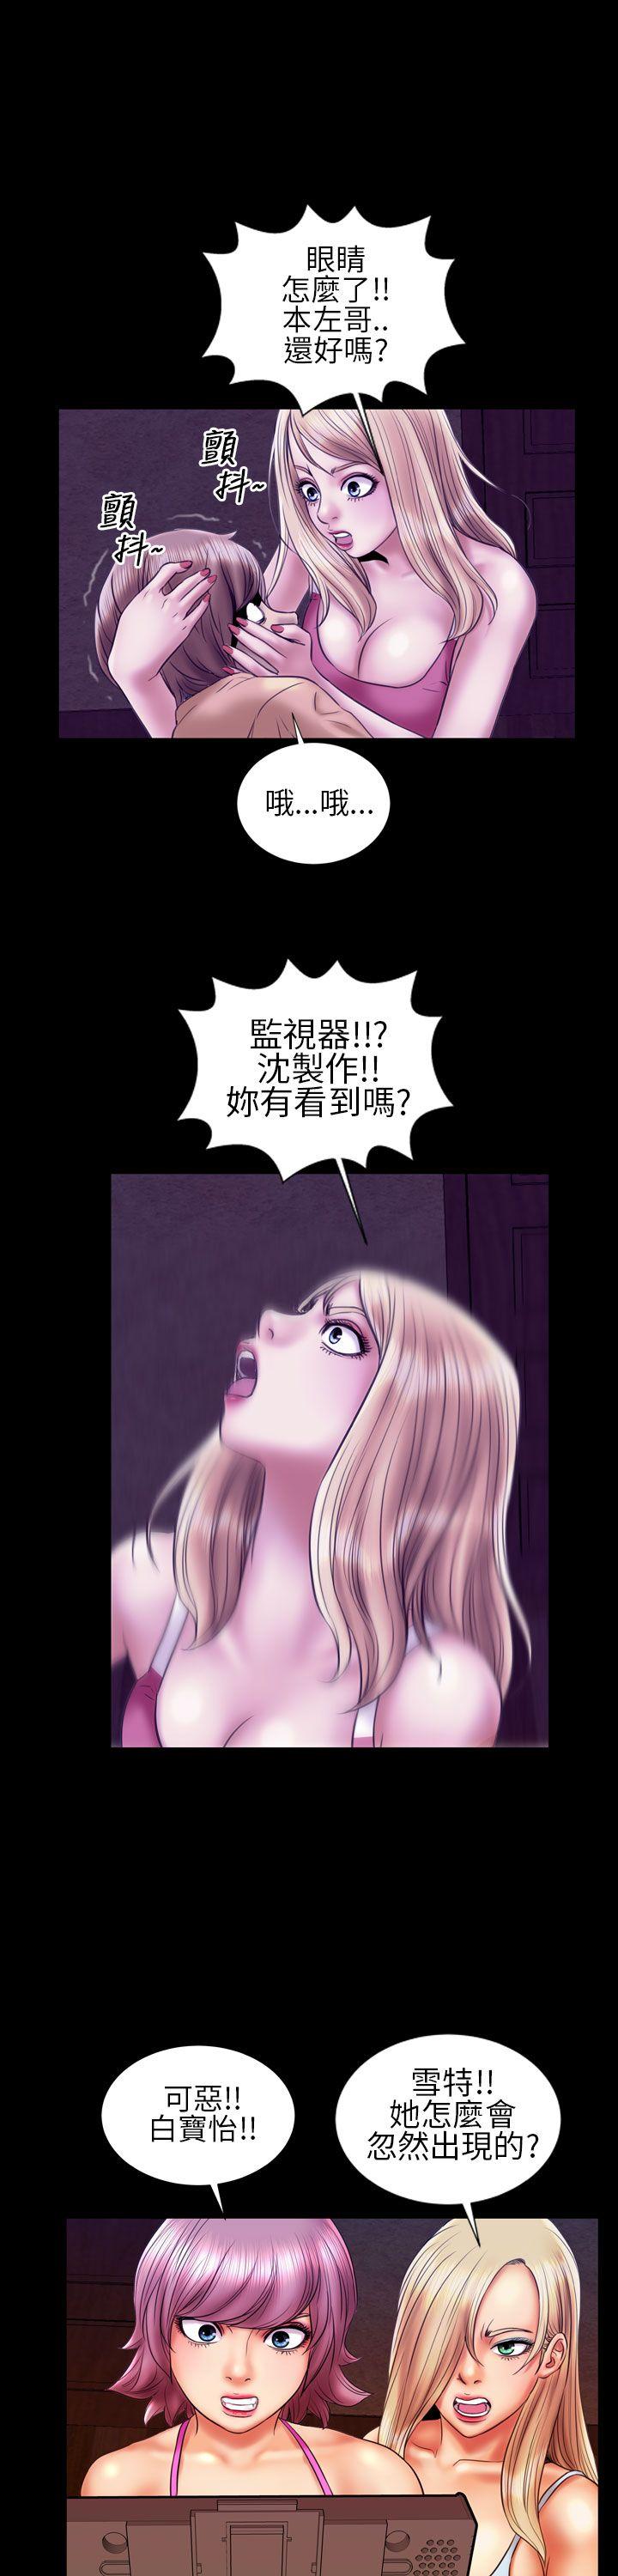 眼睛
怎麼了!!
本左哥..
還好嗎?
顫
抖~
顫
抖~
哦...哦...
監視器!!?
沈製作!!
妳有看到嗎?
可惡!!
白寶怡!!
雪特!!
她怎麼會
忽然出現的?